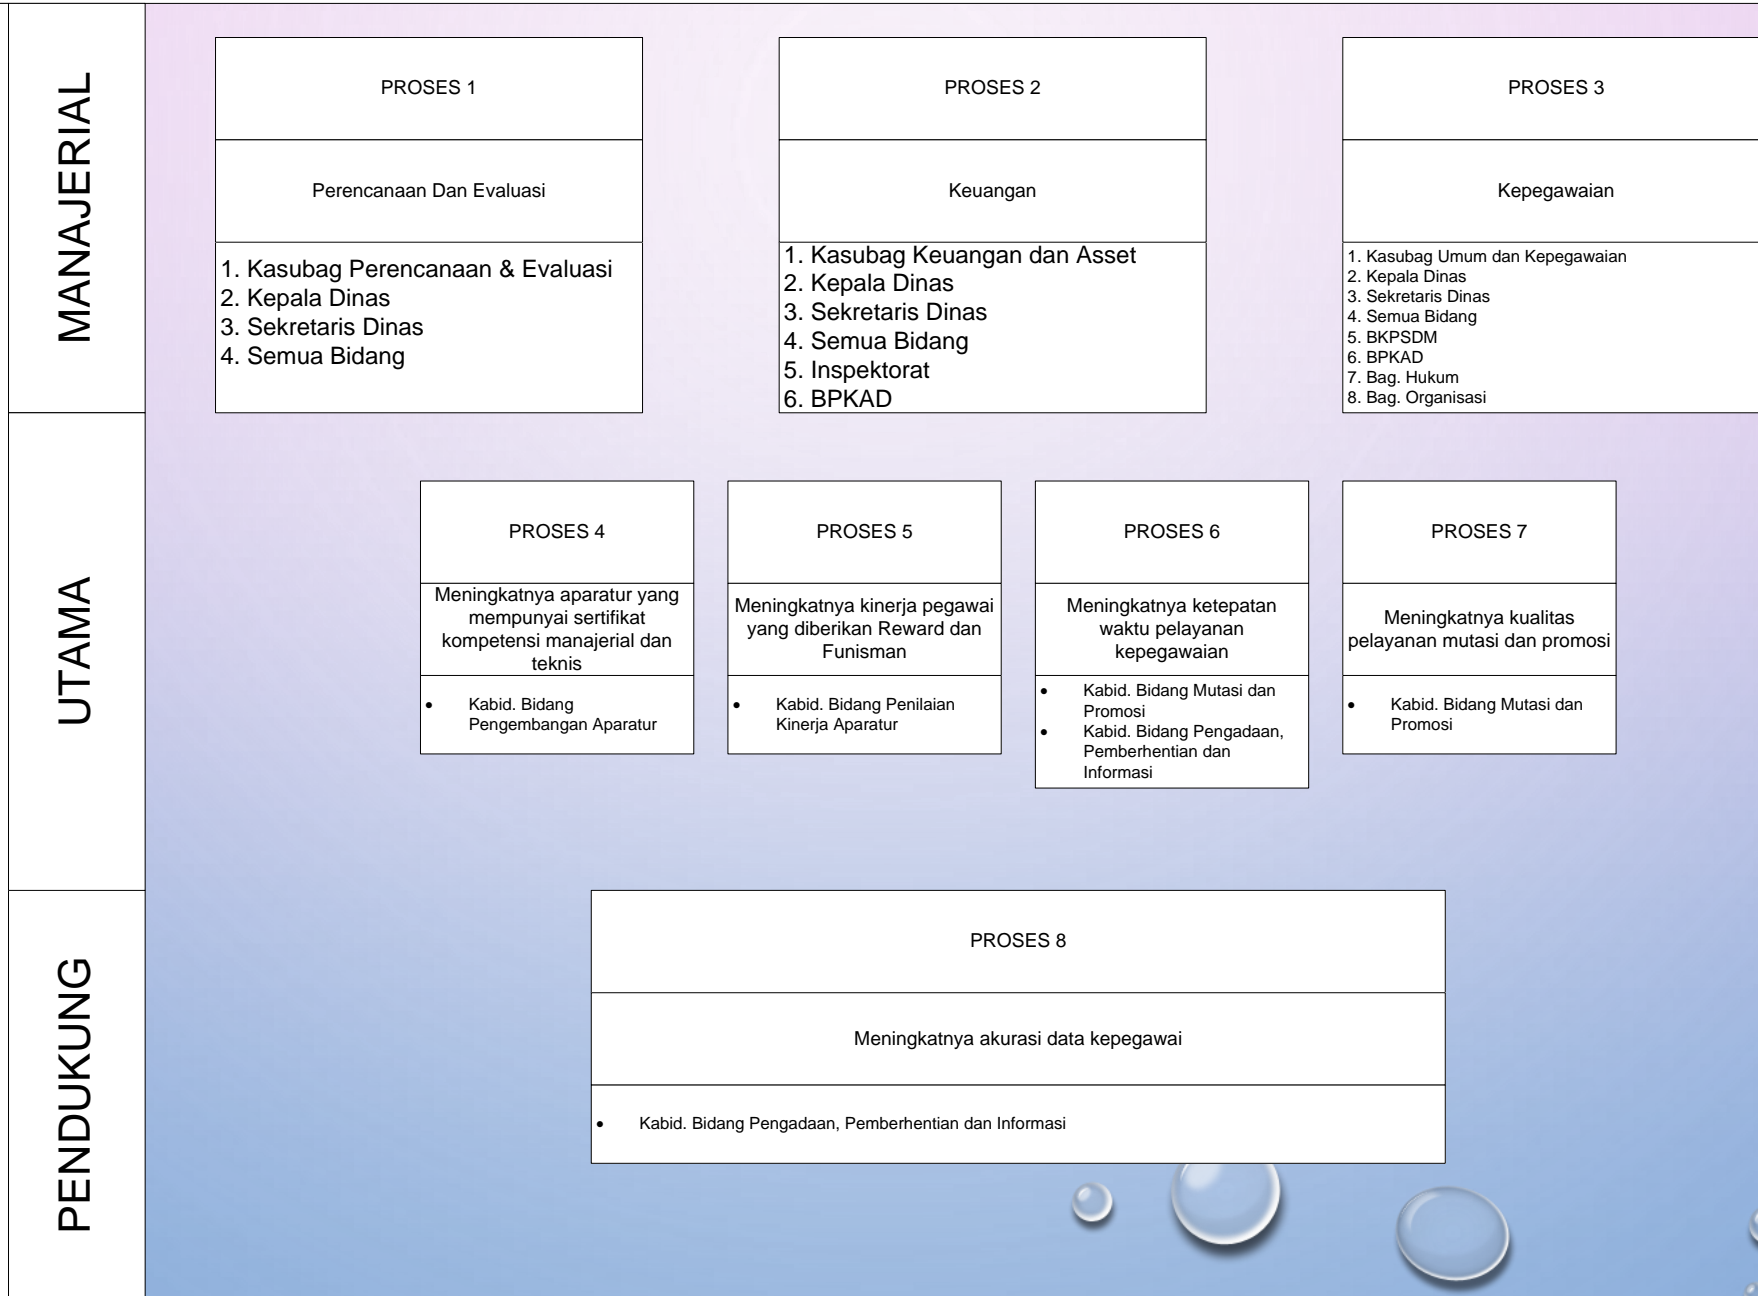 MANAJERIAL
PROSES 1
Perencanaan Dan Evaluasi
1. Kasubag Perencanaan & Evaluasi
2. Kepala Dinas
3. Sekretaris Dinas
4. Semua Bidang
PROSES 2
Keuangan
1. Kasubag Keuangan dan Asset
2. Kepala Dinas
3. Sekretaris Dinas
4. Semua Bidang
5. Inspektorat
6. BPKAD
PROSES 3
Kepegawaian
1. Kasubag Umum dan Kepegawaian
2. Kepala Dinas
3. Sekretaris Dinas
4. Semua Bidang
5. BKPSDM
6. BPKAD
7. Bag. Hukum
8. Bag. Organisasi
UTAMA
PROSES 4
Meningkatnya aparatur yang
mempunyai sertifikat
kompetensi manajerial dan
teknis
• Kabid. Bidang
Pengembangan Aparatur
PROSES 5
Meningkatnya kinerja pegawai
yang diberikan Reward dan
Funisman
• Kabid. Bidang Penilaian
Kinerja Aparatur
PROSES 6
Meningkatnya ketepatan
waktu pelayanan
kepegawaian
• Kabid. Bidang Mutasi dan
Promosi
• Kabid. Bidang Pengadaan,
Pemberhentian dan
Informasi
PROSES 7
Meningkatnya kualitas
pelayanan mutasi dan promosi
• Kabid. Bidang Mutasi dan
Promosi
PENDUKUNG
PROSES 8
Meningkatnya akurasi data kepegawai
• Kabid. Bidang Pengadaan, Pemberhentian dan Informasi